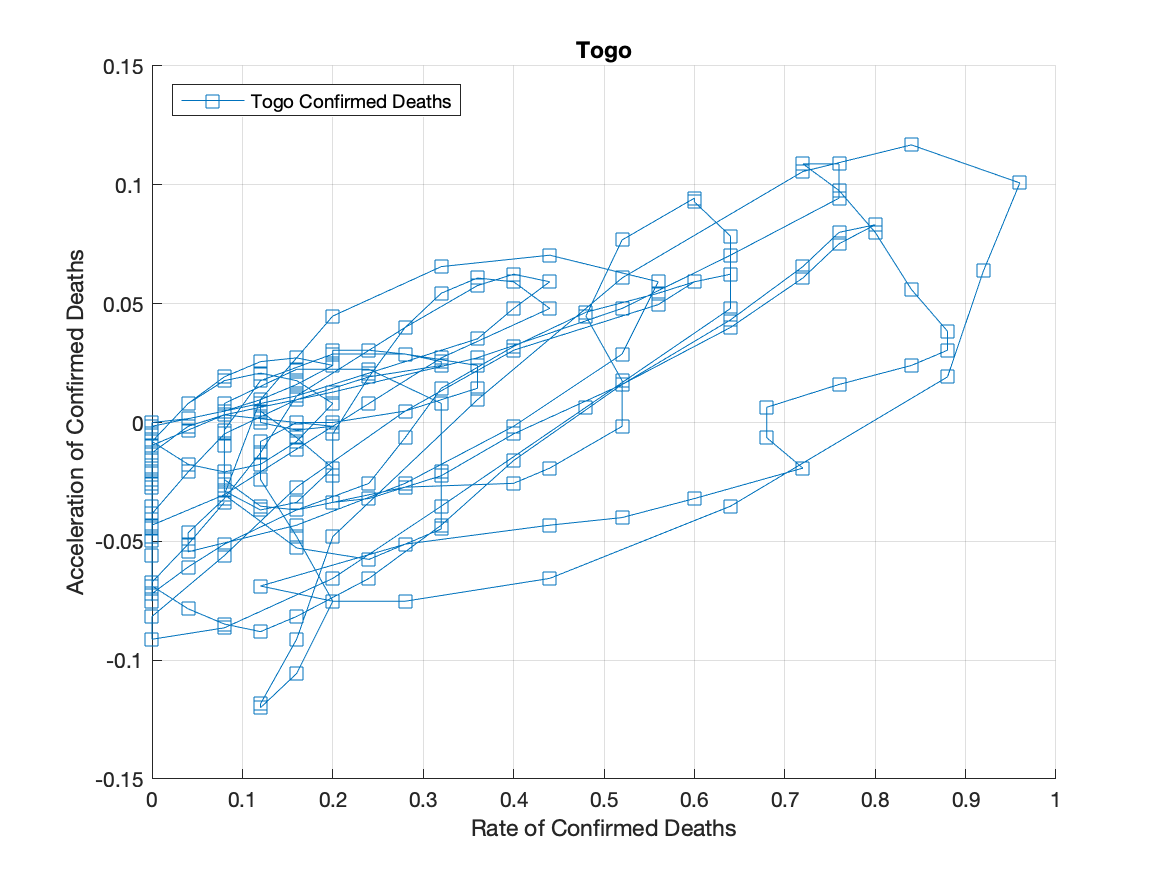 Togo
Togo Confirmed Deaths
Acceleration of Confirmed Deaths
0.15
0.1
0.05
0
-0.05
-0.1
-0.15
0 0.1 0.2 0.3 0.4 0.5 0.6 0.7 0.8 0.9 1
Rate of Confirmed Deaths